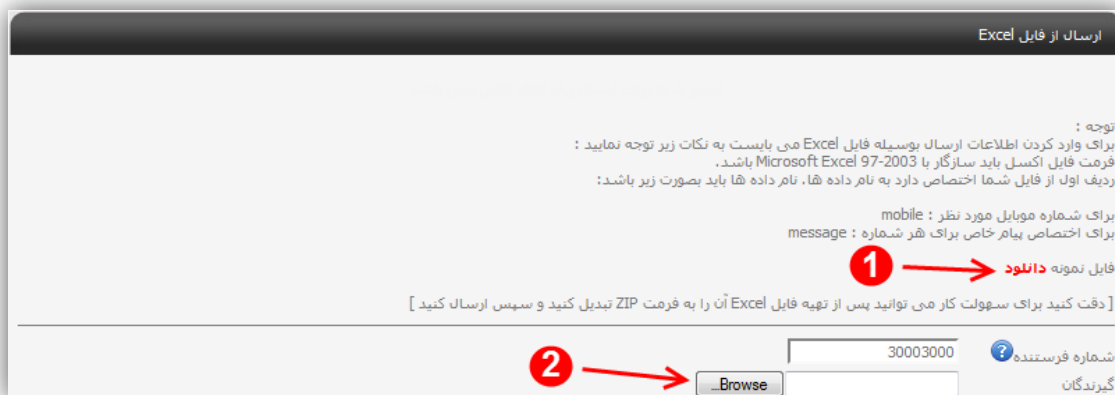 ارسال از فایل Excel
توجه :
برای وارد کردن اطلاعات ارسال بوسیله فایل Excel می بایست به نکات زیر توجه نمایید :
فرمت فایل اکسل باید سازگار با Microsoft Excel 97-2003 باشد.
ردیف اول از فایل شما اختصاص دارد به نام داده ها، نام داده ها باید بصورت زیر باشد:
برای شماره موبایل مورد نظر : mobile
برای اختصاص پیام خاص برای هر شماره : message
فایل نمونه دانلود 1
[ دقت کنید برای سهولت کار می توانید پس از تهیه فایل Excel آن را به فرمت ZIP تبدیل کنید و سپس ارسال کنید ]
شماره فرستنده ? 30003000
گیرندگان Browse... 2